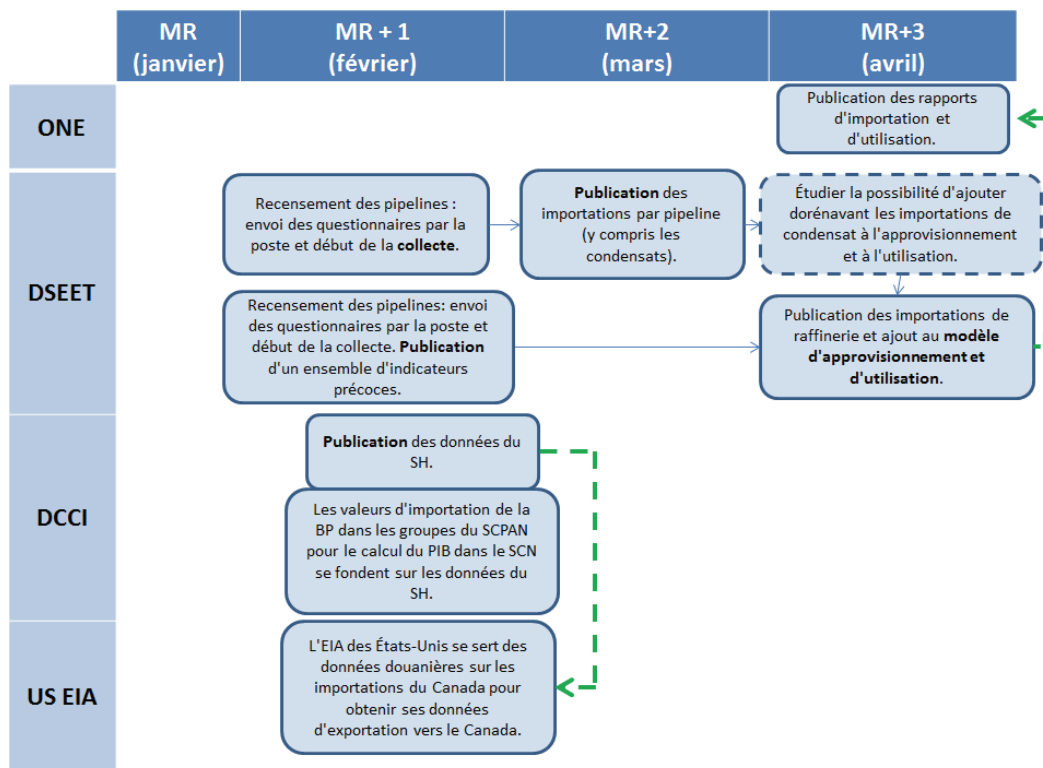 MR
(janvier)
MR + 1
(février)
MR+2
(mars)
MR+3
(avril)
ONE
Publication des rapports
d'importation et
d'utilisation.
DSEET
Recensement des pipelines :
envoi des questionnaires par la
poste et début de la collecte.
Publication des
importations par pipeline
(y compris les
condensats).
Étudier la possibilité d'ajouter
dorénavant les importations de
condensat à l'approvisionnement
et à l'utilisation.
Recensement des pipelines: envoi
des questionnaires par la poste et
début de la collecte. Publication
d'un ensemble d'indicateurs
précoces.
Publication des importations de
raffinerie et ajout au modèle
d'approvisionnement et
d'utilisation.
DCCI
Publication des données du
SH.
Les valeurs d'importation de la
BP dans les groupes du SCPAN
pour le calcul du PIB dans le SCN
se fondent sur les données du
SH.
US EIA
L'EIA des États-Unis se sert des
données douanières sur les
importations du Canada pour
obtenir ses données
d'exportation vers le Canada.